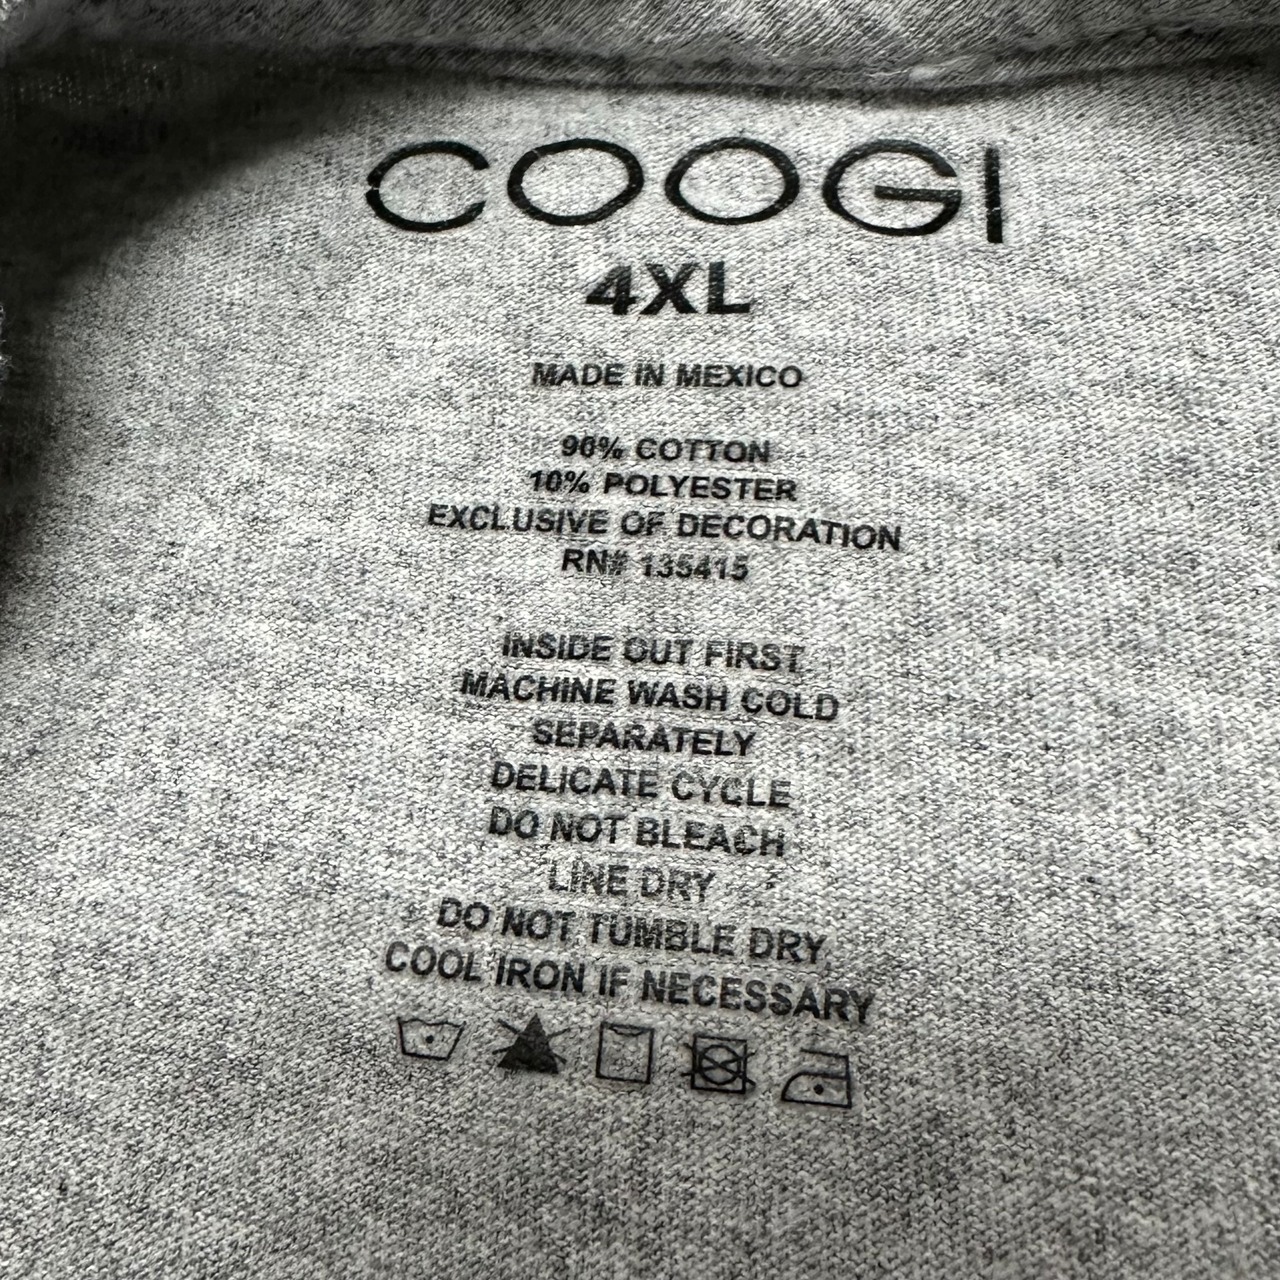 COOGI
4XL
MADE IN MEXICO
90% COTTON
10% POLYESTER
EXCLUSIVE OF DECORATION
RN# 135415
INSIDE OUT FIRST
MACHINE WASH COLD
SEPARATELY
DELICATE CYCLE
DO NOT BLEACH
LINE DRY
DO NOT TUMBLE DRY
COOL IRON IF NECESSARY